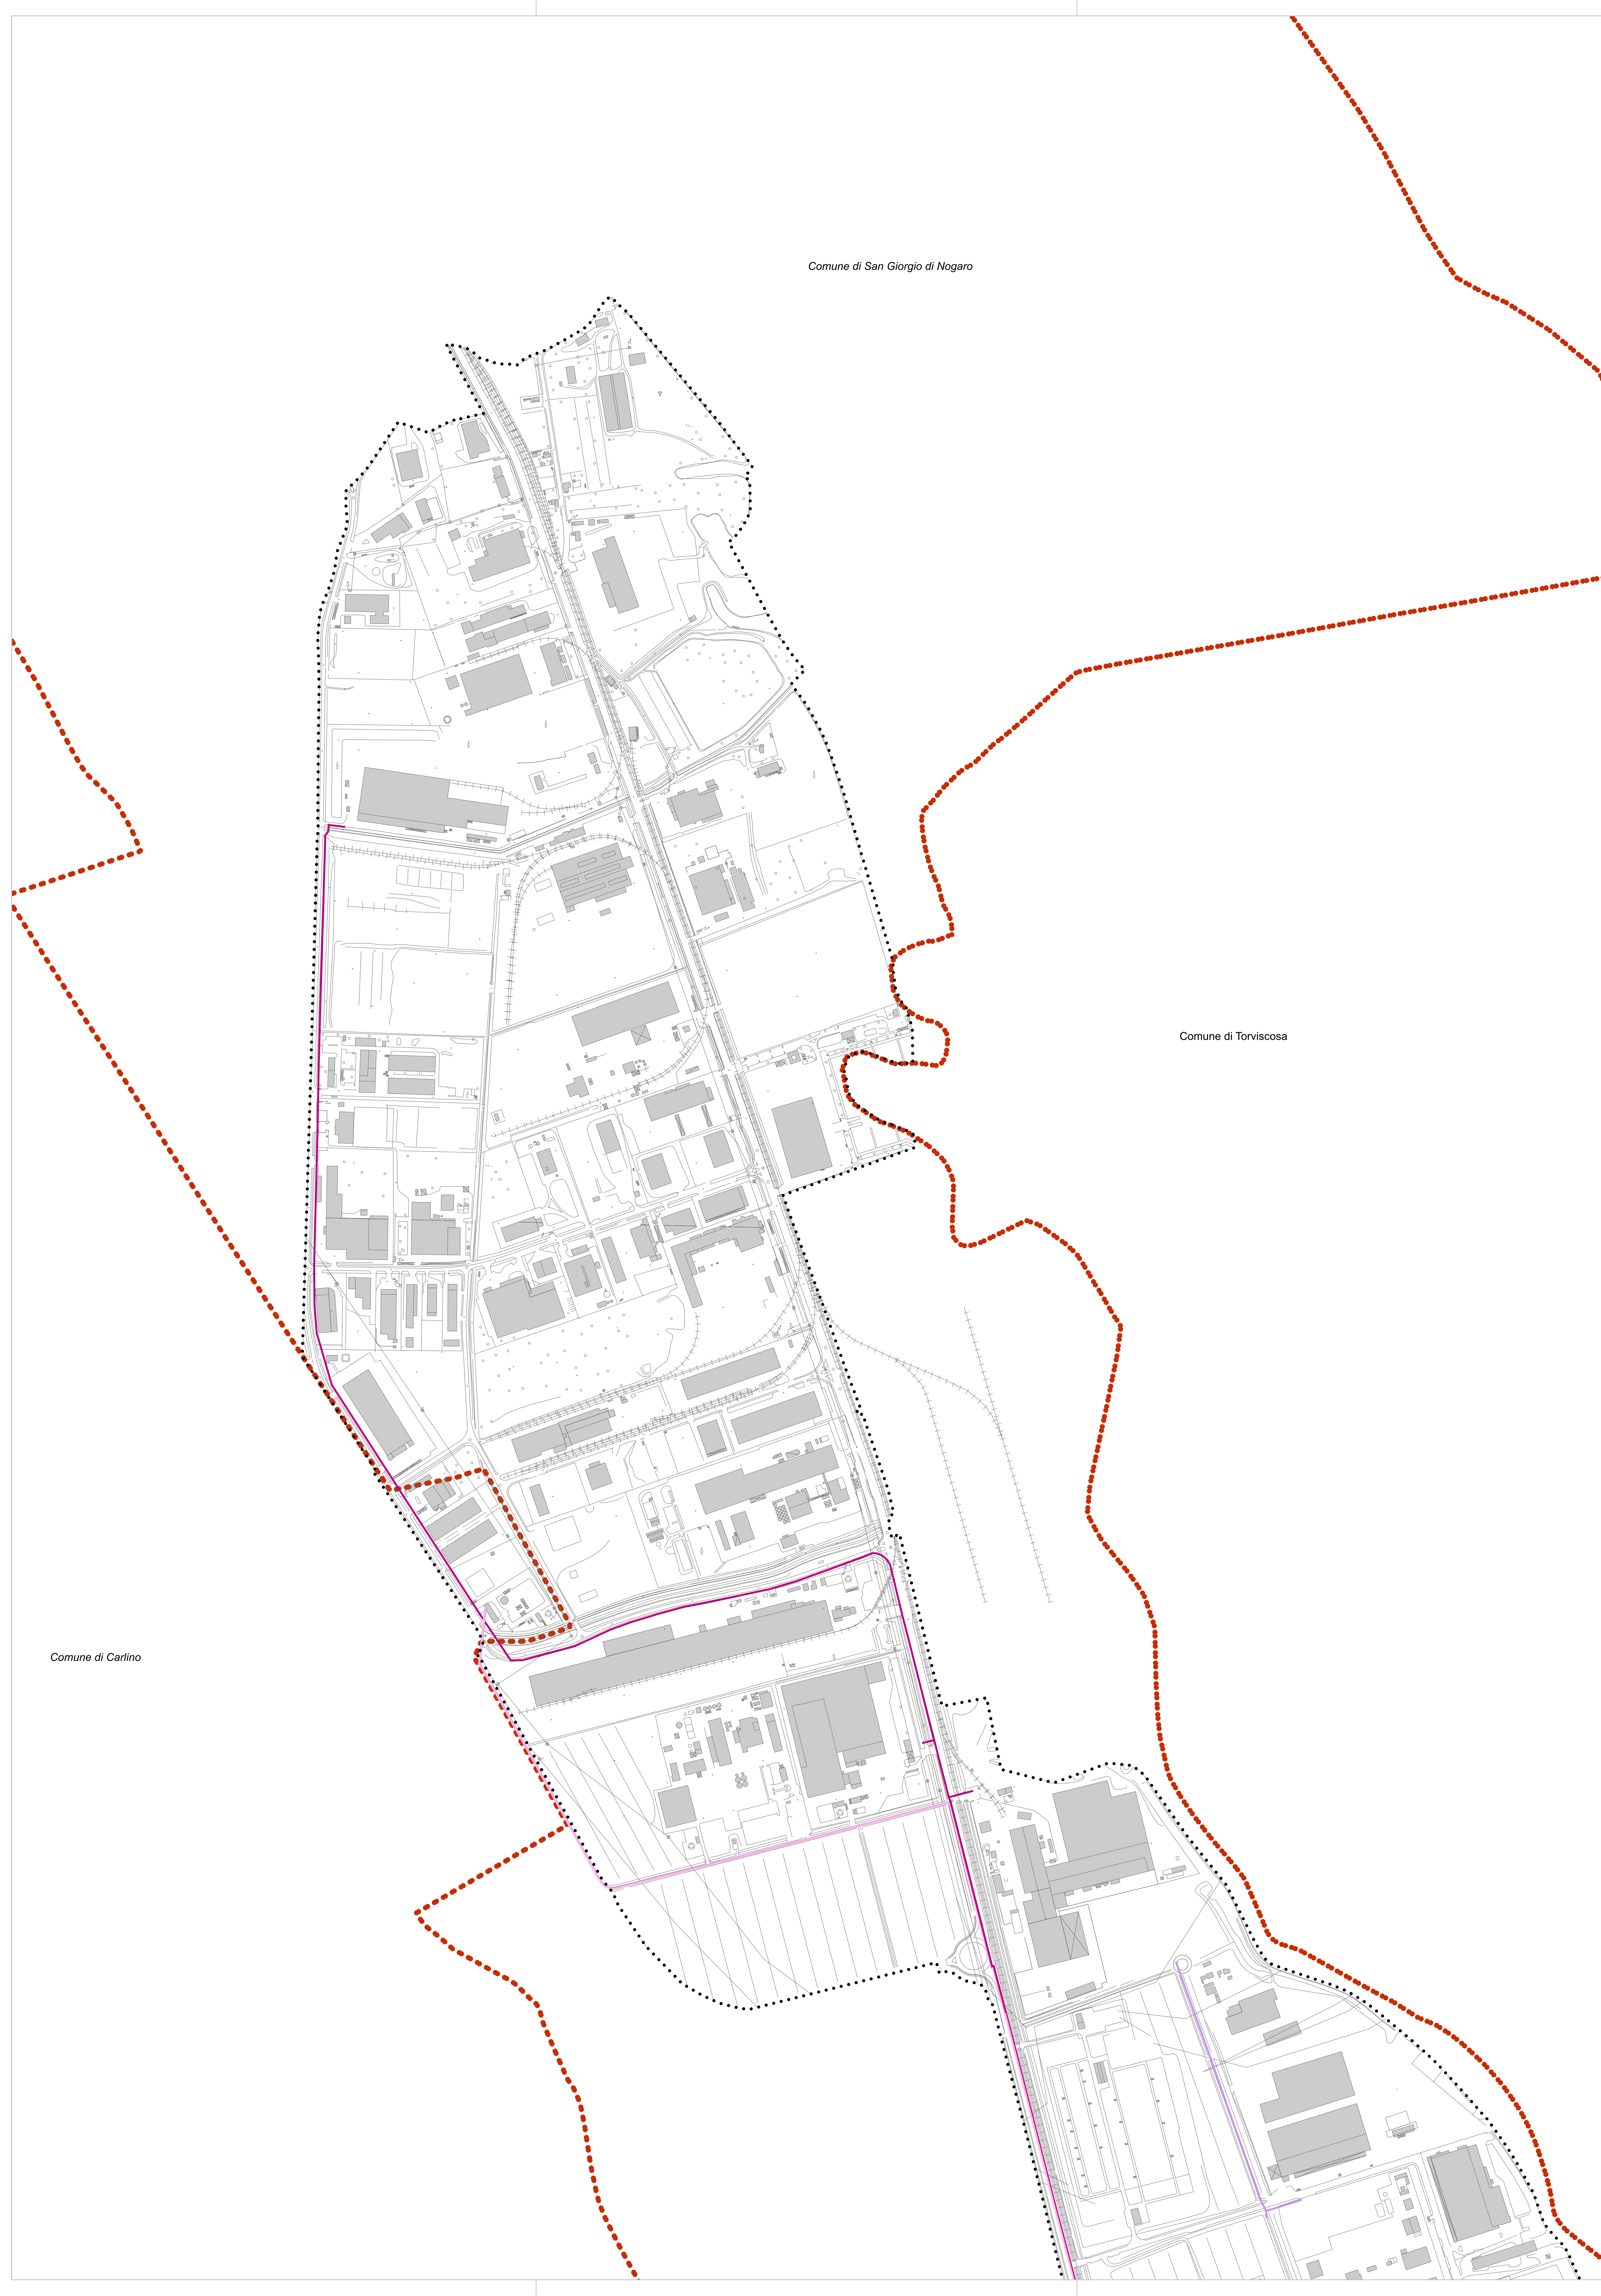 Comune di San Giorgio di Nogaro
Comune di Torviscosa
Comune di Carlino